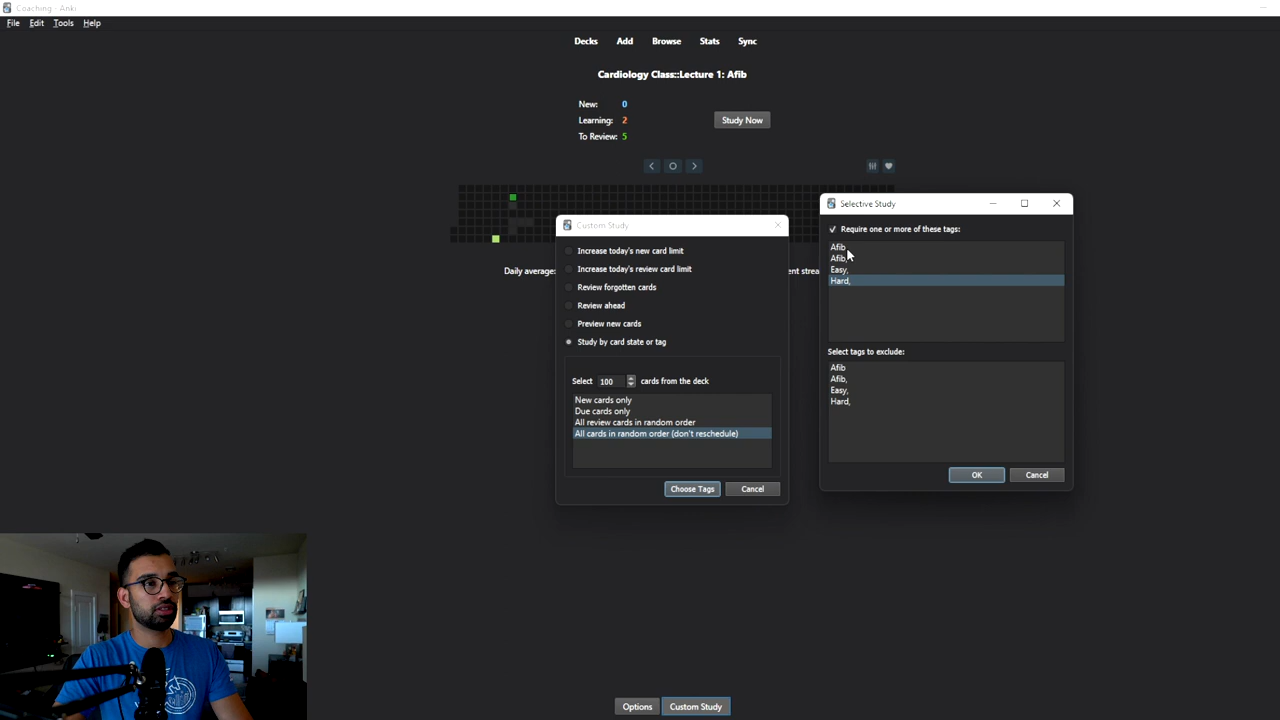 Coaching - Anki
File Edit Tools Help
Decks Add Browse Stats Sync
Cardiology Class::Lecture 1: Afib
New: 0
Learning: 2
To Review: 5
Study Now
Daily average:
ent strea
Custom Study
Increase today's new card limit
Increase today's review card limit
Review forgotten cards
Review ahead
Preview new cards
Study by card state or tag
Select 100 cards from the deck
New cards only
Due cards only
All review cards in random order
All cards in random order (don't reschedule)
Choose Tags Cancel
Selective Study
Require one or more of these tags:
Afib
Afib,
Easy,
Hard,
Select tags to exclude:
Afib
Afib,
Easy,
Hard,
OK Cancel
Options Custom Study